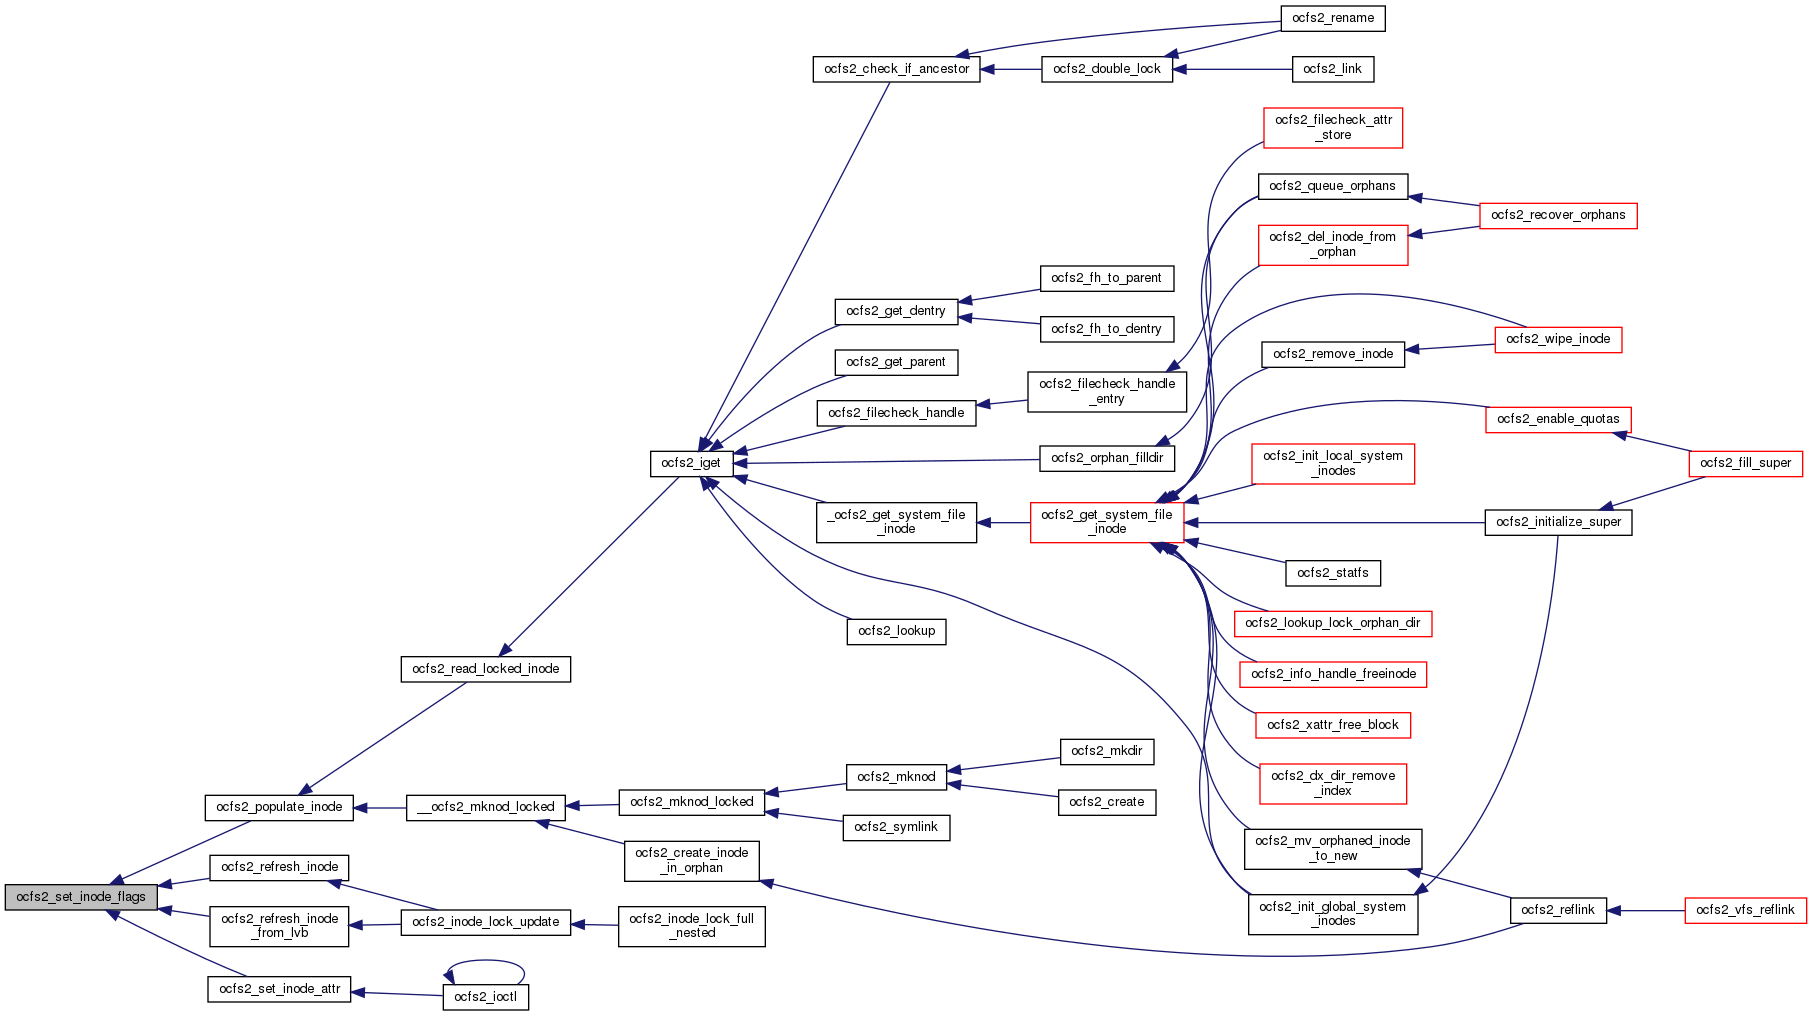 ocfs2_rename
ocfs2_check_if_ancestor
ocfs2_double_lock
ocfs2_link
ocfs2_filecheck_attr
_store
ocfs2_queue_orphans
ocfs2_recover_orphans
ocfs2_del_inode_from
_orphan
ocfs2_fh_to_parent
ocfs2_get_dentry
ocfs2_fh_to_dentry
ocfs2_wipe_inode
ocfs2_remove_inode
ocfs2_get_parent
ocfs2_filecheck_handle
_entry
ocfs2_filecheck_handle
ocfs2_enable_quotas
ocfs2_iget
ocfs2_orphan_filldir
ocfs2_init_local_system
_inodes
ocfs2_fill_super
_ocfs2_get_system_file
_inode
ocfs2_get_system_file
_inode
ocfs2_initialize_super
ocfs2_statfs
ocfs2_lookup
ocfs2_lookup_lock_orphan_dir
ocfs2_read_locked_inode
ocfs2_info_handle_freeinode
ocfs2_xattr_free_block
ocfs2_mkdir
ocfs2_mknod
ocfs2_dx_dir_remove
_index
ocfs2_populate_inode
__ocfs2_mknod_locked
ocfs2_mknod_locked
ocfs2_create
ocfs2_symlink
ocfs2_create_inode
_in_orphan
ocfs2_mv_orphaned_inode
_to_new
ocfs2_refresh_inode
ocfs2_set_inode_flags
ocfs2_refresh_inode
_from_lvb
ocfs2_inode_lock_update
ocfs2_inode_lock_full
_nested
ocfs2_init_global_system
_inodes
ocfs2_reflink
ocfs2_vfs_reflink
ocfs2_set_inode_attr
ocfs2_ioctl